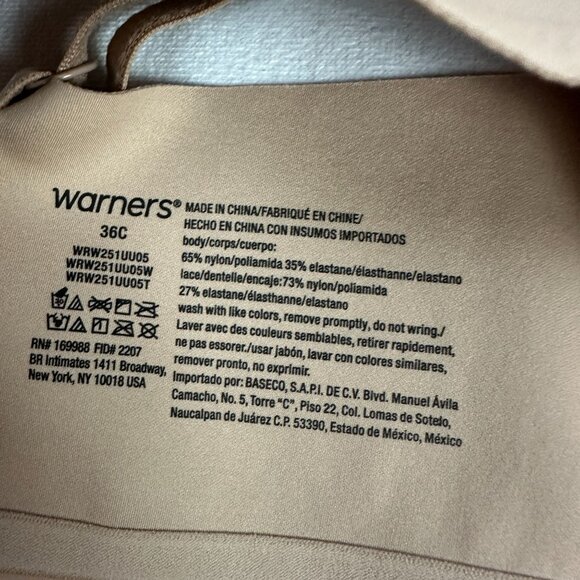 warners®
36C
WRW251UU05
WRW251UU05W
WRW251UU05T
RN# 169988 FID# 2207
BR Intimates 1411 Broadway,
New York, NY 10018 USA
MADE IN CHINA/FABRIQUÉ EN CHINE/
HECHO EN CHINA CON INSUMOS IMPORTADOS
body/corps/cuerpo:
65% nylon/poliamida 35% elastane/élasthanne/elastano
lace/dentelle/encaje:73% nylon/poliamida
27% elastane/élasthanne/elastano
wash with like colors, remove promptly, do not wring./
Laver avec des couleurs semblables, retirer rapidement,
ne pas essorer./usar jabón, lavar con colores similares,
remover pronto, no exprimir.
Importado por: BASECO, S.A.P.I. DE C.V. Blvd. Manuel Ávila
Camacho, No. 5, Torre "C", Piso 22, Col. Lomas de Sotelo,
Naucalpan de Juárez C.P. 53390, Estado de México, México